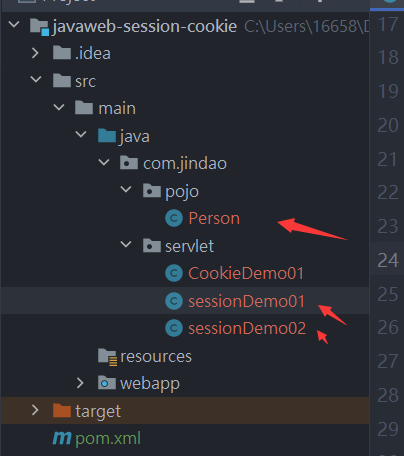 javaweb-session-cookie C:\Users\16658\D
.idea
src
main
java
com.jindao
pojo
Person
servlet
CookieDemo01
sessionDemo01
sessionDemo02
resources
webapp
target
pom.xml
17
18
19
20
21
22
23
24
25
26
27
28
29